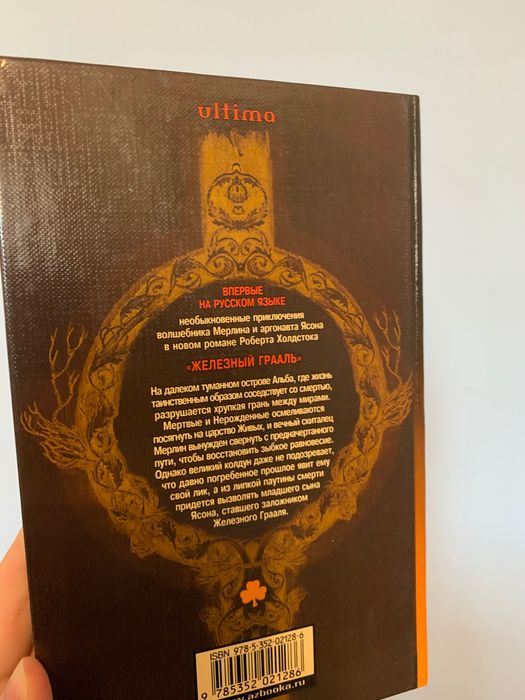 ultima
ВПЕРВЫЕ
НА РУССКОМ ЯЗЫКЕ
необыкновенные приключения
волшебника Мерлина и аргонавта Ясона
в новом романе Роберта Холдстока
«ЖЕЛЕЗНЫЙ ГРААЛЬ»
На далеком туманном острове Альба, где жизнь
таинственным образом соседствует со смертью,
разрушается хрупкая грань между мирами.
Мертвые и Нерожденные осмеливаются
посягнуть на царство Живых, и вечный скиталец
Мерлин вынужден свернуть с предначертанного
пути, чтобы восстановить зыбкое равновесие.
Однако великий колдун даже не подозревает,
что давно погребенное прошлое явит ему
свой лик, а из липкой паутины смерти
придется вызволять младшего сына
Ясона, ставшего заложником
Железного Грааля.
ISBN 978-5-352-02128-6
9 785352 021286
www.azbooka.ru